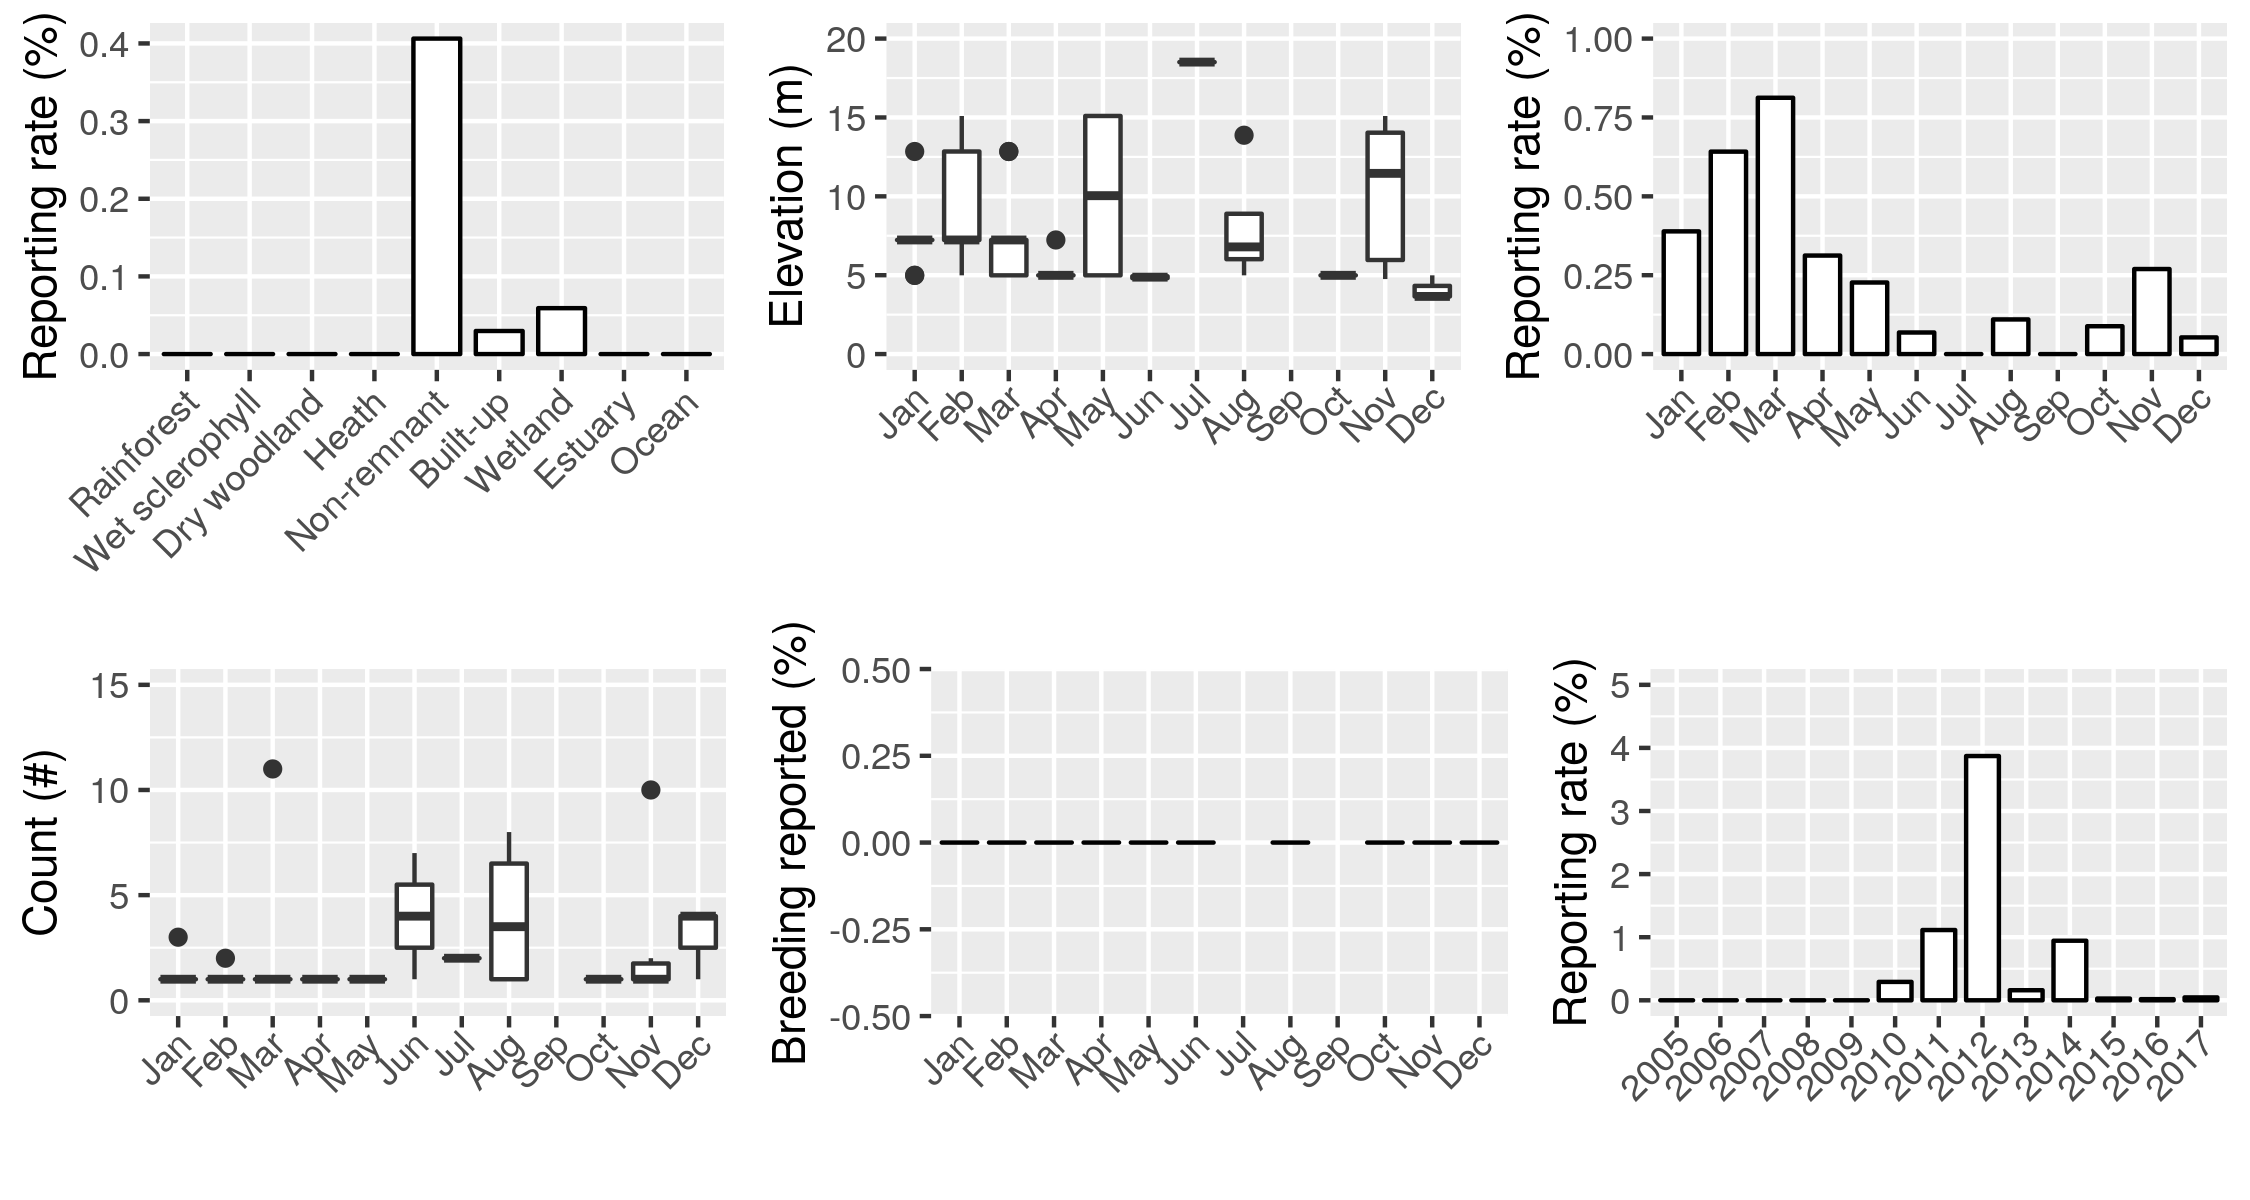 Reporting rate (%)
0.4
0.3
0.2
0.1
0.0
Rainforest
Wet sclerophyll
Dry woodland
Heath
Non-remnant
Built-up
Wetland
Estuary
Ocean
Elevation (m)
20
15
10
5
0
Jan
Feb
Mar
Apr
May
Jun
Jul
Aug
Sep
Oct
Nov
Dec
Reporting rate (%)
1.00
0.75
0.50
0.25
0.00
Jan
Feb
Mar
Apr
May
Jun
Jul
Aug
Sep
Oct
Nov
Dec
Count (#)
15
10
5
0
Jan
Feb
Mar
Apr
May
Jun
Jul
Aug
Sep
Oct
Nov
Dec
Breeding reported (%)
0.50
0.25
0.00
-0.25
-0.50
Jan
Feb
Mar
Apr
May
Jun
Jul
Aug
Sep
Oct
Nov
Dec
Reporting rate (%)
5
4
3
2
1
0
2005
2006
2007
2008
2009
2010
2011
2012
2013
2014
2015
2016
2017